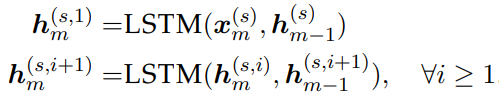 h_m^{(s,1)} =LSTM(x_m^{(s)}, h_{m-1}^{(s)})
h_m^{(s,i+1)} =LSTM(h_m^{(s,i)}, h_{m-1}^{(s,i+1)}), ∀i ≥ 1.